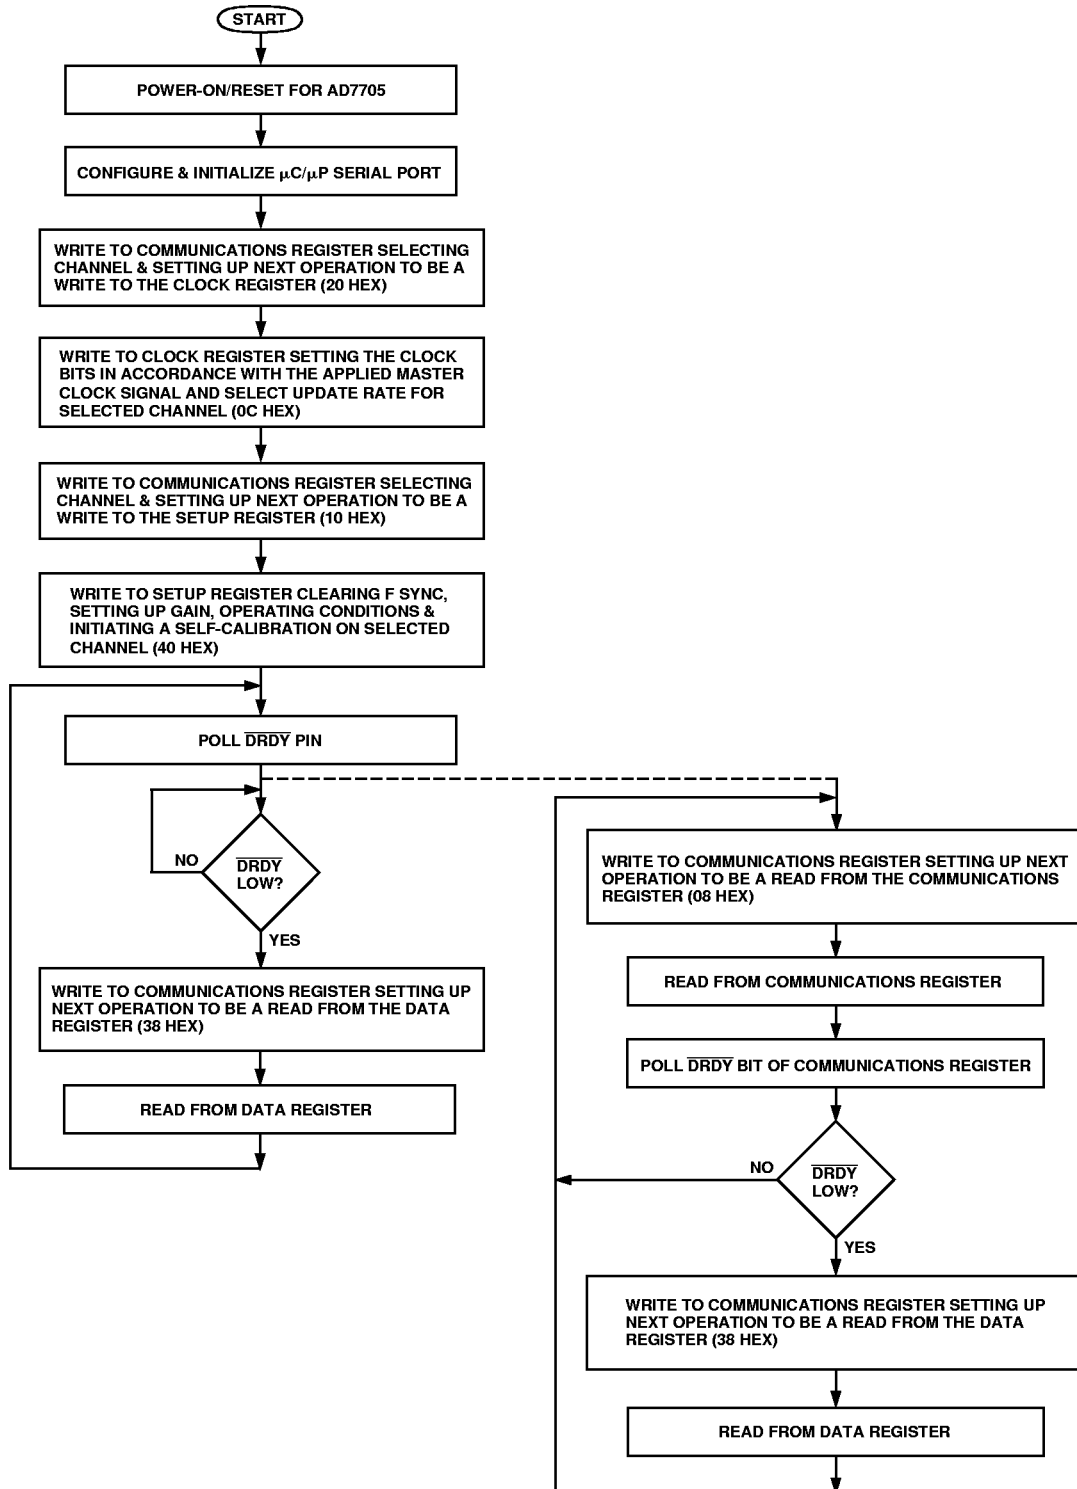 START
POWER-ON/RESET FOR AD7705
CONFIGURE & INITIALIZE μC/μP SERIAL PORT
WRITE TO COMMUNICATIONS REGISTER SELECTING
CHANNEL & SETTING UP NEXT OPERATION TO BE A
WRITE TO THE CLOCK REGISTER (20 HEX)
WRITE TO CLOCK REGISTER SETTING THE CLOCK
BITS IN ACCORDANCE WITH THE APPLIED MASTER
CLOCK SIGNAL AND SELECT UPDATE RATE FOR
SELECTED CHANNEL (0C HEX)
WRITE TO COMMUNICATIONS REGISTER SELECTING
CHANNEL & SETTING UP NEXT OPERATION TO BE A
WRITE TO THE SETUP REGISTER (10 HEX)
WRITE TO SETUP REGISTER CLEARING F SYNC,
SETTING UP GAIN, OPERATING CONDITIONS &
INITIATING A SELF-CALIBRATION ON SELECTED
CHANNEL (40 HEX)
POLL DRDY PIN
NO
DRDY
LOW?
YES
WRITE TO COMMUNICATIONS REGISTER SETTING UP
NEXT OPERATION TO BE A READ FROM THE DATA
REGISTER (38 HEX)
READ FROM DATA REGISTER
WRITE TO COMMUNICATIONS REGISTER SETTING UP NEXT
OPERATION TO BE A READ FROM THE COMMUNICATIONS
REGISTER (08 HEX)
READ FROM COMMUNICATIONS REGISTER
POLL DRDY BIT OF COMMUNICATIONS REGISTER
NO
DRDY
LOW?
YES
WRITE TO COMMUNICATIONS REGISTER SETTING UP
NEXT OPERATION TO BE A READ FROM THE DATA
REGISTER (38 HEX)
READ FROM DATA REGISTER